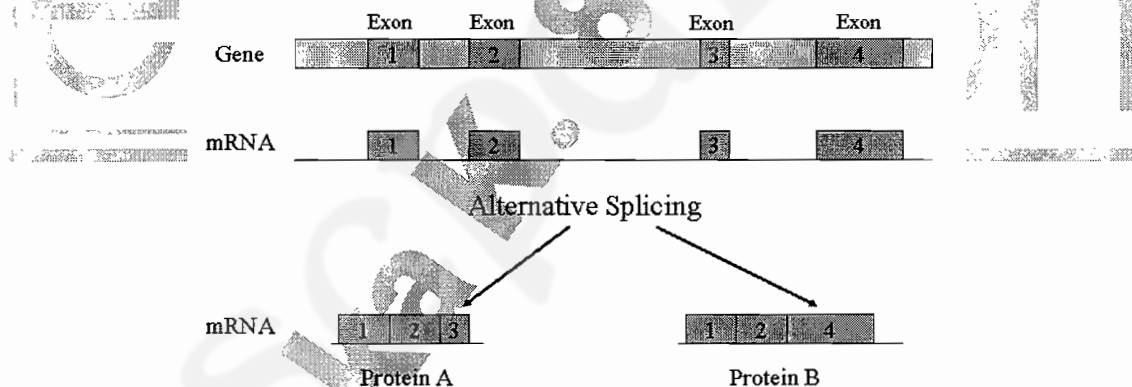 Exon Exon Exon Exon
Gene 1 2 3 4
mRNA 1 2 3 4
Alternative Splicing
mRNA 1 2 3 1 2 4
Protein A Protein B